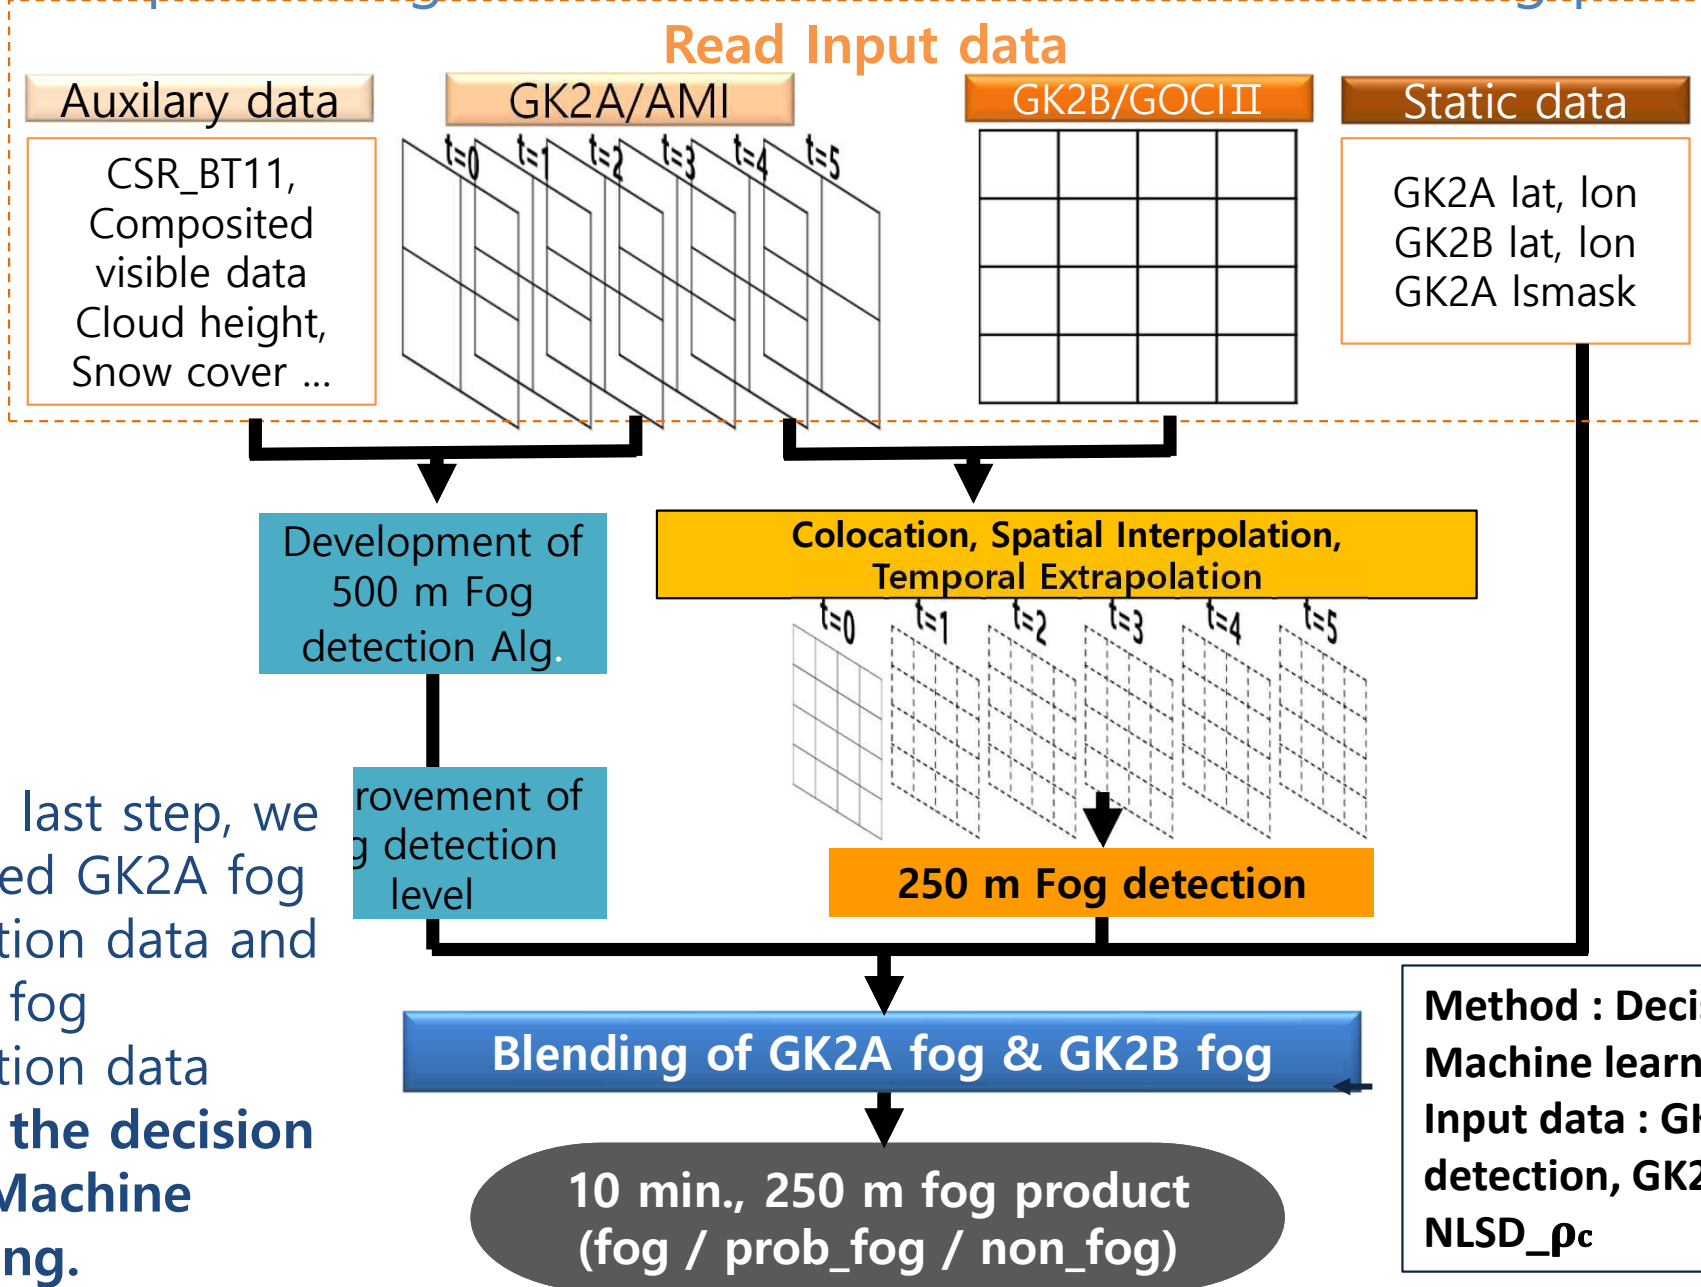 Read Input data
Auxilary data
CSR_BT11,
Composited
visible data
Cloud height,
Snow cover ...
GK2A/AMI
t=0 t=1 t=2 t=3 t=4 t=5
GK2B/GOCIⅡ
Static data
GK2A lat, lon
GK2B lat, lon
GK2A lsmask
Development of
500 m Fog
detection Alg.
Colocation, Spatial Interpolation,
Temporal Extrapolation
t=0 t=1 t=2 t=3 t=4 t=5
rovement of
g detection
level
250 m Fog detection
last step, we
ed GK2A fog
tion data and
fog
tion data
the decision
Machine
ng.
Blending of GK2A fog & GK2B fog
10 min., 250 m fog product
(fog / prob_fog / non_fog)
Method : Decis
Machine learn
Input data : GK
detection, GK2
NLSD_ρc